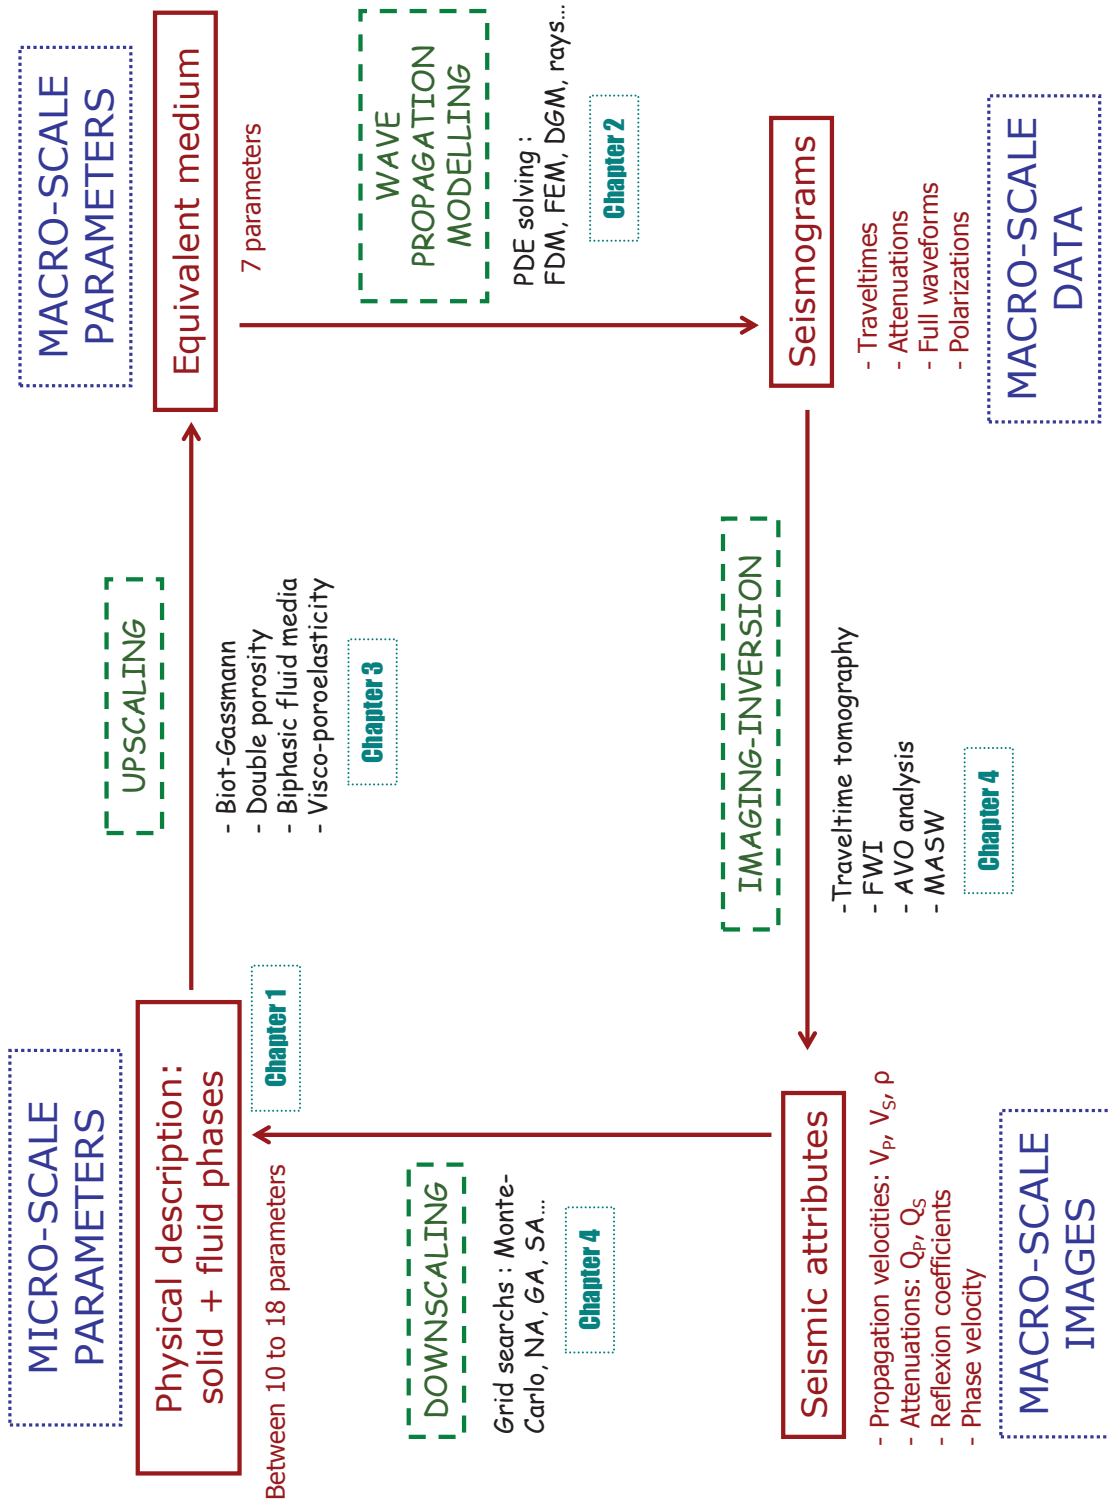 MICRO-SCALE
PARAMETERS
Physical description:
solid + fluid phases
Chapter 1
Between 10 to 18 parameters
UPSCALING
- Biot-Gassmann
- Double porosity
- Biphasic fluid media
- Visco-poroelasticity
Chapter 3
MACRO-SCALE
PARAMETERS
Equivalent medium
7 parameters
WAVE
PROPAGATION
MODELLING
PDE solving :
FDM, FEM, DGM, rays...
Chapter 2
Seismograms
- Traveltimes
- Attenuations
- Full waveforms
- Polarizations
MACRO-SCALE
DATA
IMAGING-INVERSION
- Traveltime tomography
- FWI
- AVO analysis
- MASW
Chapter 4
Seismic attributes
- Propagation velocities: VP, VS, ρ
- Attenuations: QP, QS
- Reflexion coefficients
- Phase velocity
MACRO-SCALE
IMAGES
DOWNSCALING
Grid searchs : Monte-
Carlo, NA, GA, SA...
Chapter 4